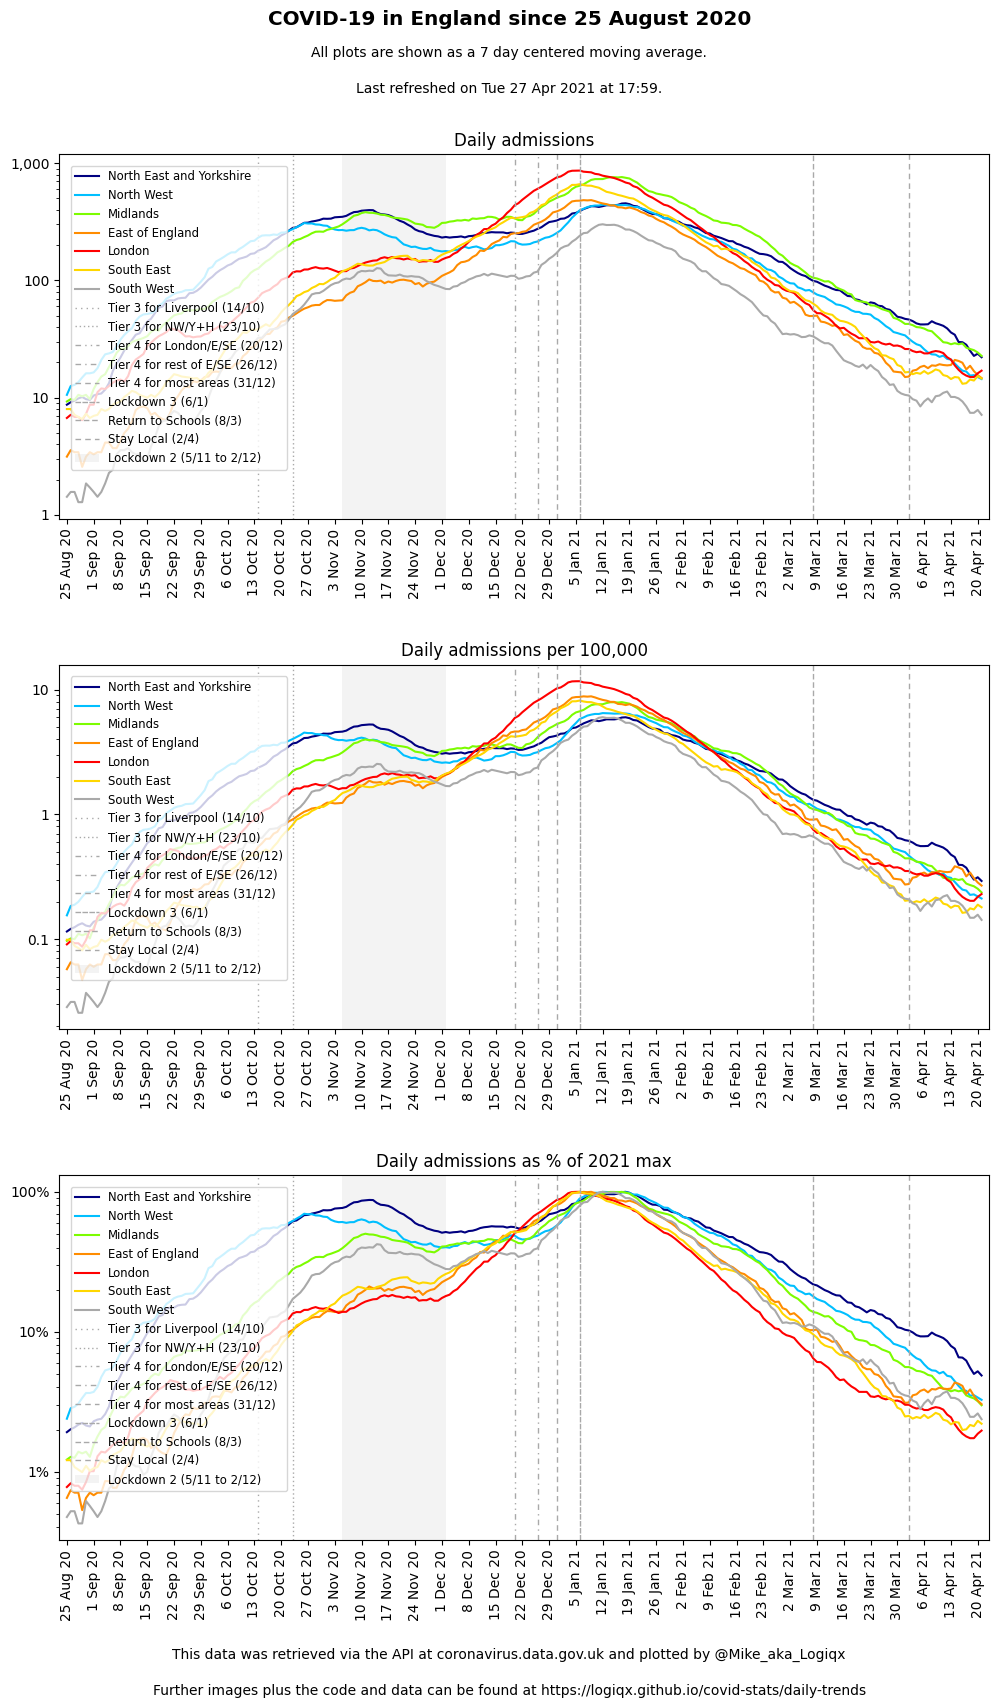 COVID-19 in England since 25 August 2020
All plots are shown as a 7 day centered moving average.
Last refreshed on Tue 27 Apr 2021 at 17:59.
Daily admissions
1,000
100
10
1
North East and Yorkshire
North West
Midlands
East of England
London
South East
South West
Tier 3 for Liverpool (14/10)
Tier 3 for NW/Y+H (23/10)
Tier 4 for London/E/SE (20/12)
Tier 4 for rest of E/SE (26/12)
Tier 4 for most areas (31/12)
Lockdown 3 (6/1)
Return to Schools (8/3)
Stay Local (2/4)
Lockdown 2 (5/11 to 2/12)
25 Aug 20
1 Sep 20
8 Sep 20
15 Sep 20
22 Sep 20
29 Sep 20
6 Oct 20
13 Oct 20
20 Oct 20
27 Oct 20
3 Nov 20
10 Nov 20
17 Nov 20
24 Nov 20
1 Dec 20
8 Dec 20
15 Dec 20
22 Dec 20
29 Dec 20
5 Jan 21
12 Jan 21
19 Jan 21
26 Jan 21
2 Feb 21
9 Feb 21
16 Feb 21
23 Feb 21
2 Mar 21
9 Mar 21
16 Mar 21
23 Mar 21
30 Mar 21
6 Apr 21
13 Apr 21
20 Apr 21
Daily admissions per 100,000
10
1
0.1
North East and Yorkshire
North West
Midlands
East of England
London
South East
South West
Tier 3 for Liverpool (14/10)
Tier 3 for NW/Y+H (23/10)
Tier 4 for London/E/SE (20/12)
Tier 4 for rest of E/SE (26/12)
Tier 4 for most areas (31/12)
Lockdown 3 (6/1)
Return to Schools (8/3)
Stay Local (2/4)
Lockdown 2 (5/11 to 2/12)
25 Aug 20
1 Sep 20
8 Sep 20
15 Sep 20
22 Sep 20
29 Sep 20
6 Oct 20
13 Oct 20
20 Oct 20
27 Oct 20
3 Nov 20
10 Nov 20
17 Nov 20
24 Nov 20
1 Dec 20
8 Dec 20
15 Dec 20
22 Dec 20
29 Dec 20
5 Jan 21
12 Jan 21
19 Jan 21
26 Jan 21
2 Feb 21
9 Feb 21
16 Feb 21
23 Feb 21
2 Mar 21
9 Mar 21
16 Mar 21
23 Mar 21
30 Mar 21
6 Apr 21
13 Apr 21
20 Apr 21
Daily admissions as % of 2021 max
100%
10%
1%
North East and Yorkshire
North West
Midlands
East of England
London
South East
South West
Tier 3 for Liverpool (14/10)
Tier 3 for NW/Y+H (23/10)
Tier 4 for London/E/SE (20/12)
Tier 4 for rest of E/SE (26/12)
Tier 4 for most areas (31/12)
Lockdown 3 (6/1)
Return to Schools (8/3)
Stay Local (2/4)
Lockdown 2 (5/11 to 2/12)
25 Aug 20
1 Sep 20
8 Sep 20
15 Sep 20
22 Sep 20
29 Sep 20
6 Oct 20
13 Oct 20
20 Oct 20
27 Oct 20
3 Nov 20
10 Nov 20
17 Nov 20
24 Nov 20
1 Dec 20
8 Dec 20
15 Dec 20
22 Dec 20
29 Dec 20
5 Jan 21
12 Jan 21
19 Jan 21
26 Jan 21
2 Feb 21
9 Feb 21
16 Feb 21
23 Feb 21
2 Mar 21
9 Mar 21
16 Mar 21
23 Mar 21
30 Mar 21
6 Apr 21
13 Apr 21
20 Apr 21
This data was retrieved via the API at coronavirus.data.gov.uk and plotted by @Mike_aka_Logiqx
Further images plus the code and data can be found at https://logiqx.github.io/covid-stats/daily-trends